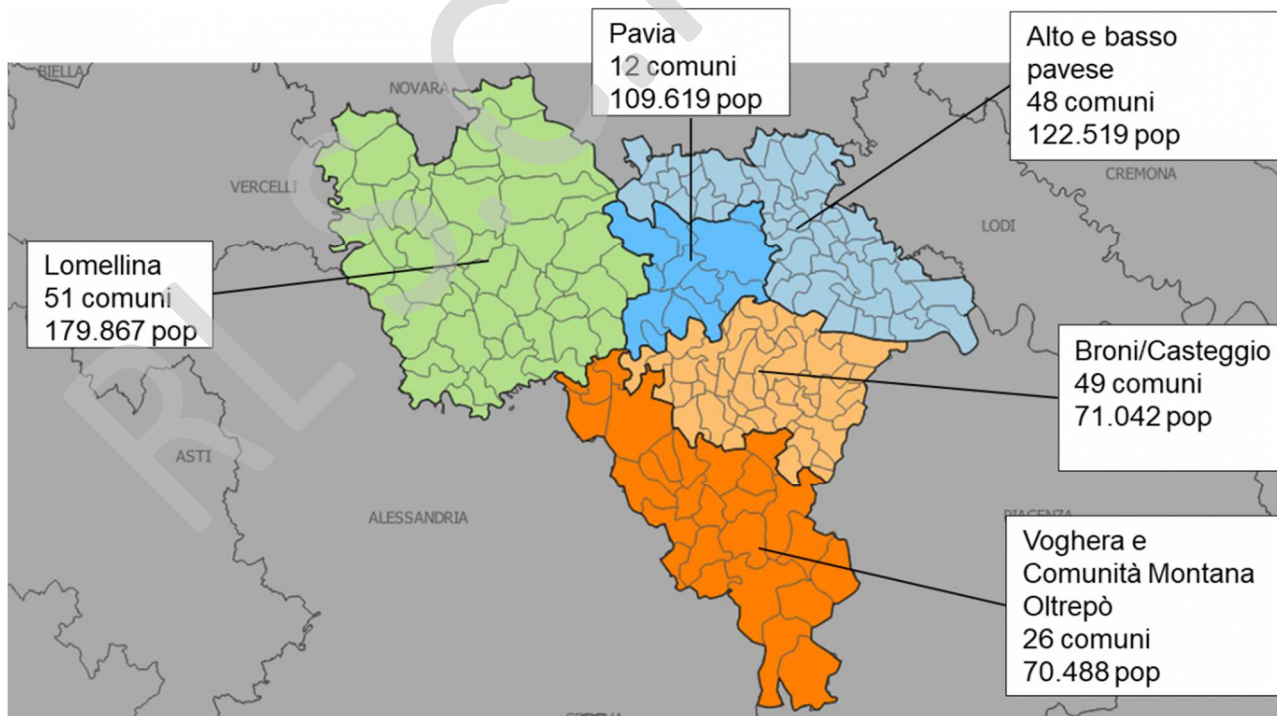 Pavia
12 comuni
109.619 pop
Alto e basso
pavese
48 comuni
122.519 pop
Lomellina
51 comuni
179.867 pop
Broni/Casteggio
49 comuni
71.042 pop
Voghera e
Comunità Montana
Oltrepò
26 comuni
70.488 pop
BIELLA
NOVARA
VERCELLI
CREMONA
LODI
ASTI
ALESSANDRIA
PIACENZA